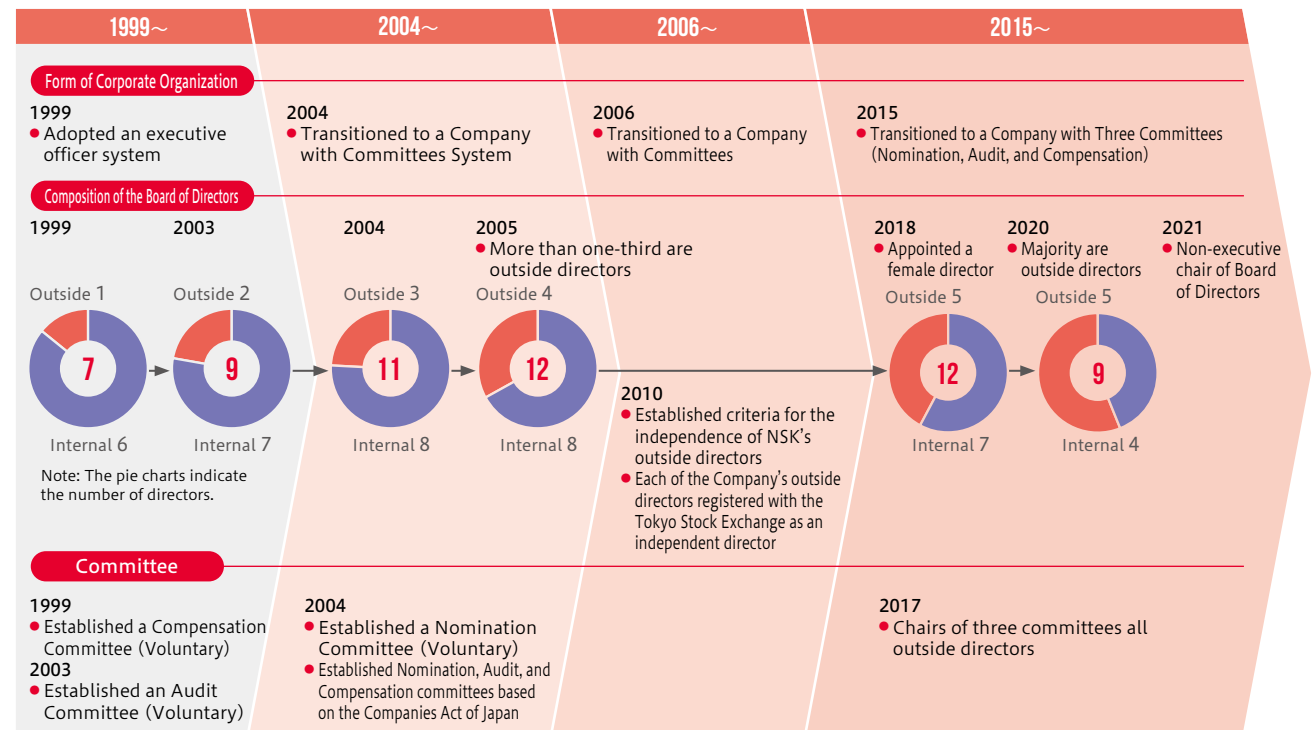 1999～
2004～
2006～
2015～
Form of Corporate Organization
1999
● Adopted an executive
officer system
2004
● Transitioned to a Company
with Committees System
2006
● Transitioned to a Company
with Committees
2015
● Transitioned to a Company with Three Committees
(Nomination, Audit, and Compensation)
Composition of the Board of Directors
1999
Outside 1
7
Internal 6
2003
Outside 2
9
Internal 7
Note: The pie charts indicate
the number of directors.
2004
Outside 3
11
Internal 8
2005
● More than one-third are
outside directors
Outside 4
12
Internal 8
2010
● Established criteria for the
independence of NSK's
outside directors
● Each of the Company's outside
directors registered with the
Tokyo Stock Exchange as an
independent director
2018
● Appointed a
female director
Outside 5
12
Internal 7
2020
● Majority are
outside directors
Outside 5
9
Internal 4
2021
● Non-executive
chair of Board
of Directors
Committee
1999
● Established a Compensation
Committee (Voluntary)
2003
● Established an Audit
Committee (Voluntary)
2004
● Established a Nomination
Committee (Voluntary)
● Established Nomination, Audit, and
Compensation committees based
on the Companies Act of Japan
2017
● Chairs of three committees all
outside directors